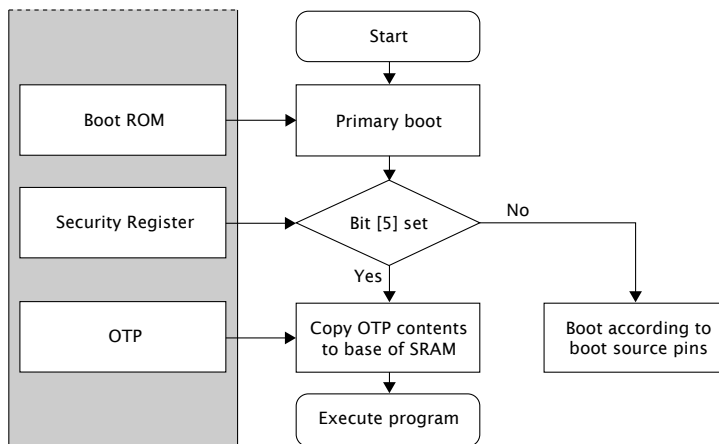 Start
Boot ROM
Primary boot
Security Register
Bit [5] set
No
Yes
OTP
Copy OTP contents
to base of SRAM
Boot according to
boot source pins
Execute program